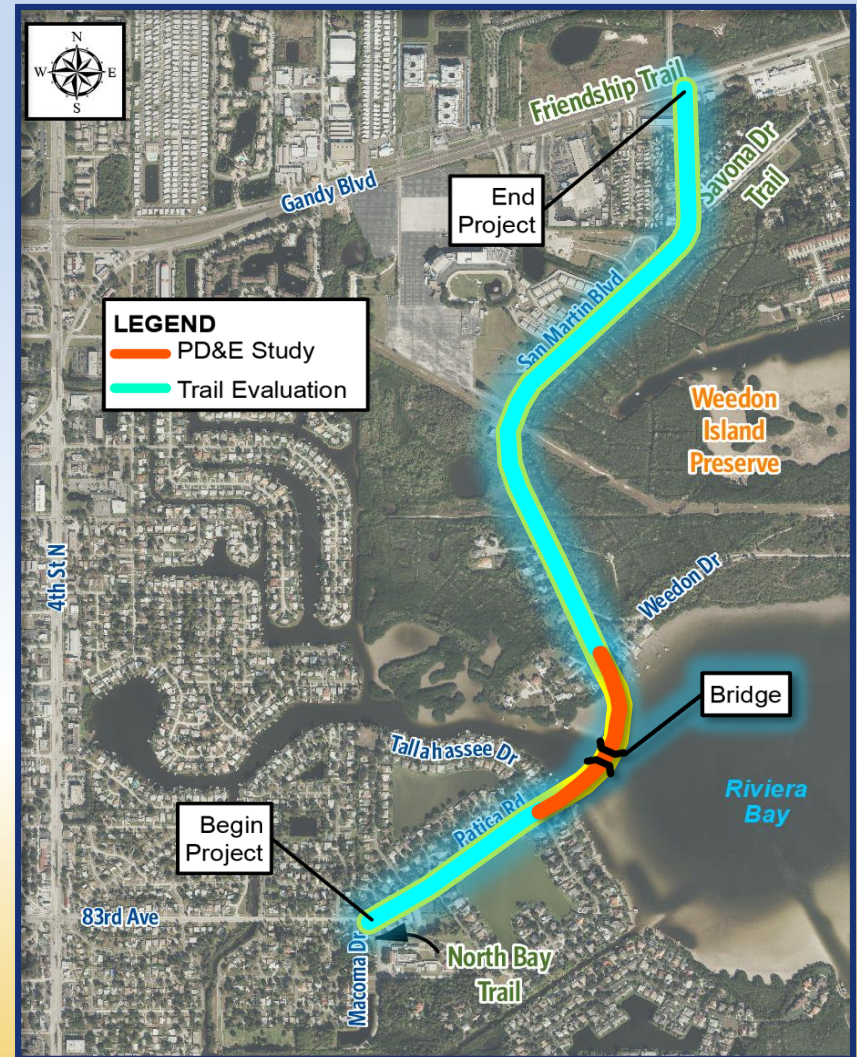 N
W E
S
Friendship Trail
Gandy Blvd
End
Project
Savona Dr
Trail
LEGEND
PD&E Study
Trail Evaluation
San Martin Blvd
Weedon
Island
Preserve
4th St N
Weedon Dr
Bridge
Tallahassee Dr
Patica Rd
Riviera
Bay
Begin
Project
83rd Ave
Macoma Dr
North Bay
Trail